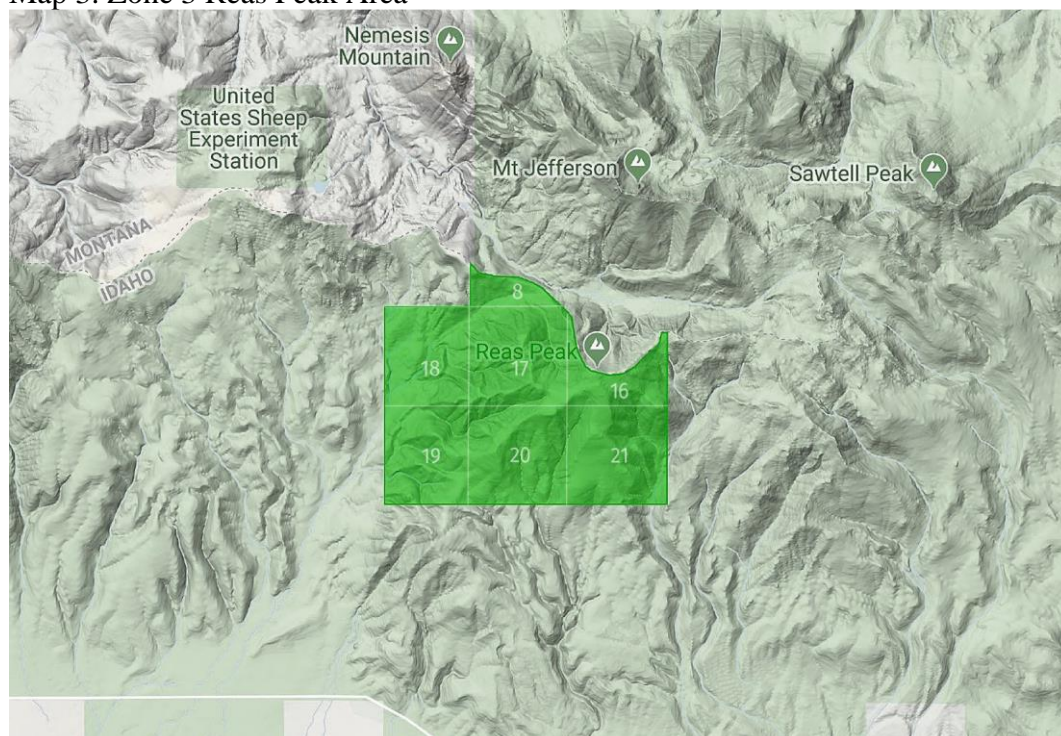 Map 3: Zone 3 Reas Peak Area
Nemesis
Mountain
United
States Sheep
Experiment
Station
Mt Jefferson
Sawtell Peak
MONTANA
IDAHO
8
Reas Peak
18
17
16
19
20
21